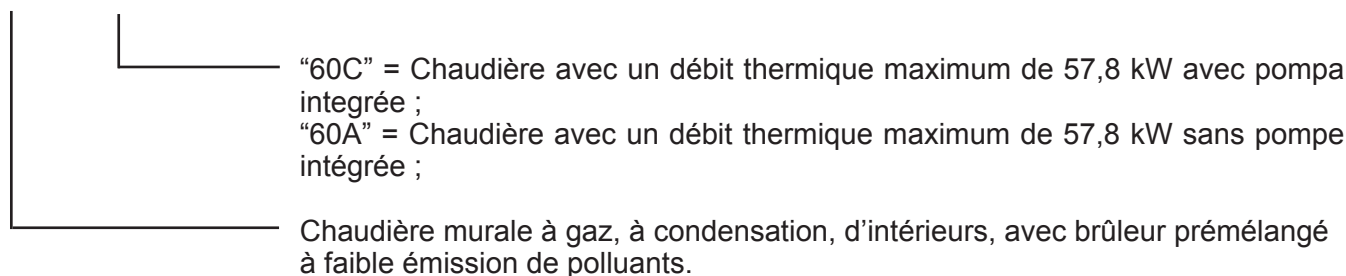 “60C” = Chaudière avec un débit thermique maximum de 57,8 kW avec pompa
integrée ;
“60A” = Chaudière avec un débit thermique maximum de 57,8 kW sans pompe
intégrée ;
Chaudière murale à gaz, à condensation, d’intérieurs, avec brûleur prémélangé
à faible émission de polluants.